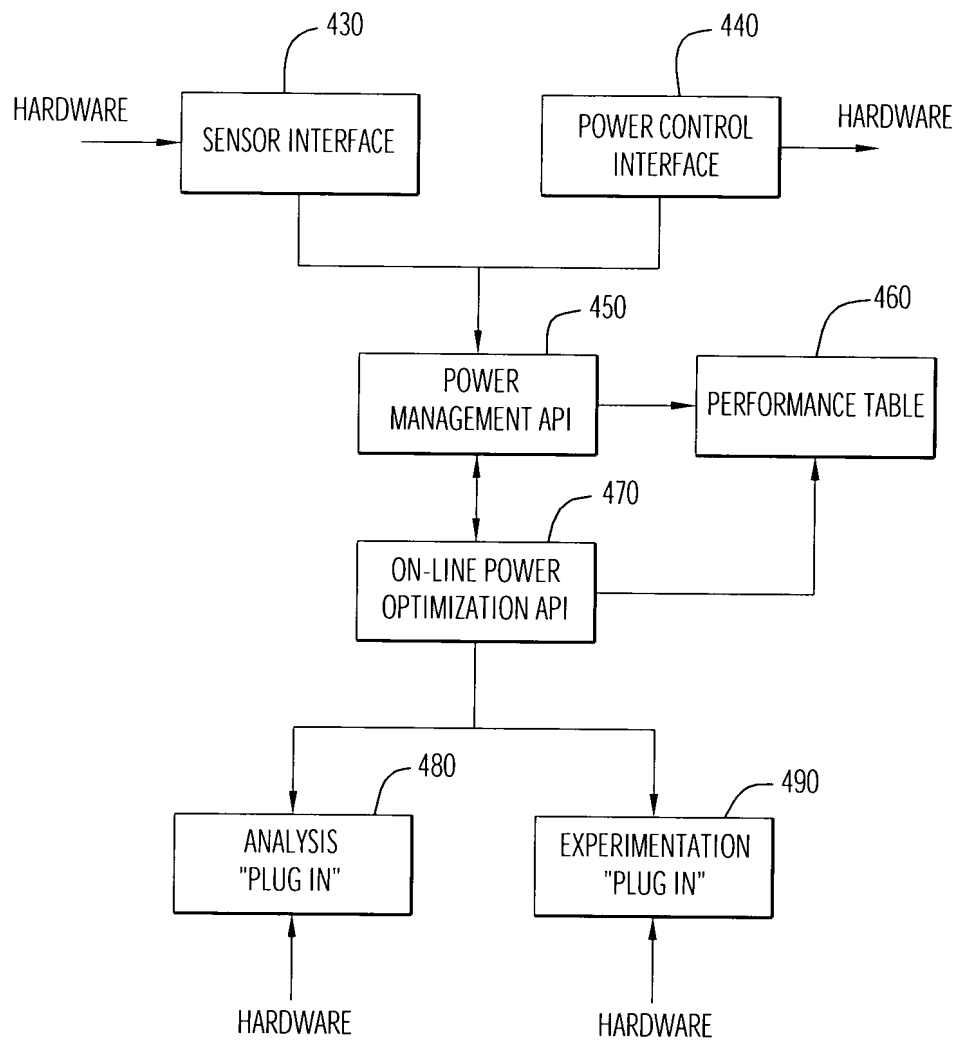 430
440
HARDWARE
SENSOR INTERFACE
POWER CONTROL
INTERFACE
HARDWARE
450
460
POWER
MANAGEMENT API
PERFORMANCE TABLE
470
ON-LINE POWER
OPTIMIZATION API
480
490
ANALYSIS
"PLUG IN"
EXPERIMENTATION
"PLUG IN"
HARDWARE
HARDWARE